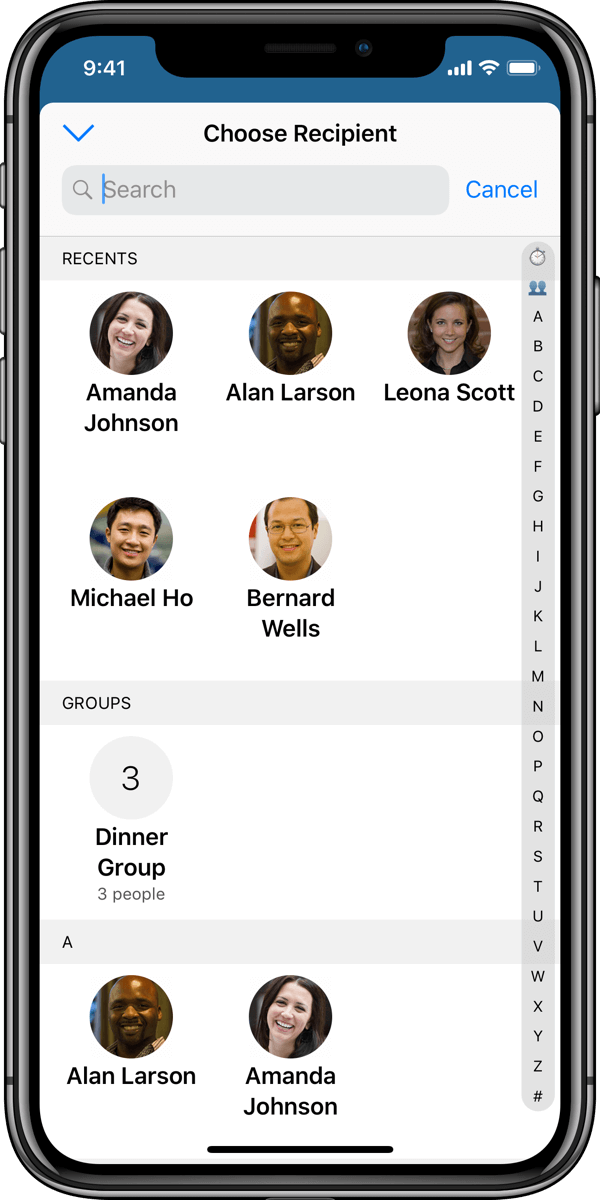 9:41
Choose Recipient
Search
Cancel
RECENTS
Amanda
Johnson
Alan Larson
Leona Scott
Michael Ho
Bernard
Wells
GROUPS
3
Dinner
Group
3 people
A
Alan Larson
Amanda
Johnson
A
B
C
D
E
F
G
H
I
J
K
L
M
N
O
P
Q
R
S
T
U
V
W
X
Y
Z
#